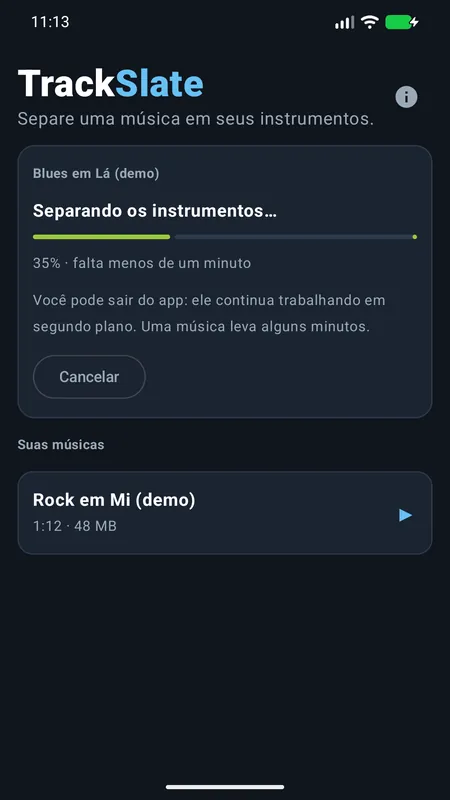 11:13
TrackSlate
Separe uma música em seus instrumentos.
Blues em Lá (demo)
Separando os instrumentos…
35% · falta menos de um minuto
Você pode sair do app: ele continua trabalhando em
segundo plano. Uma música leva alguns minutos.
Cancelar
Suas músicas
Rock em Mi (demo)
1:12 · 48 MB